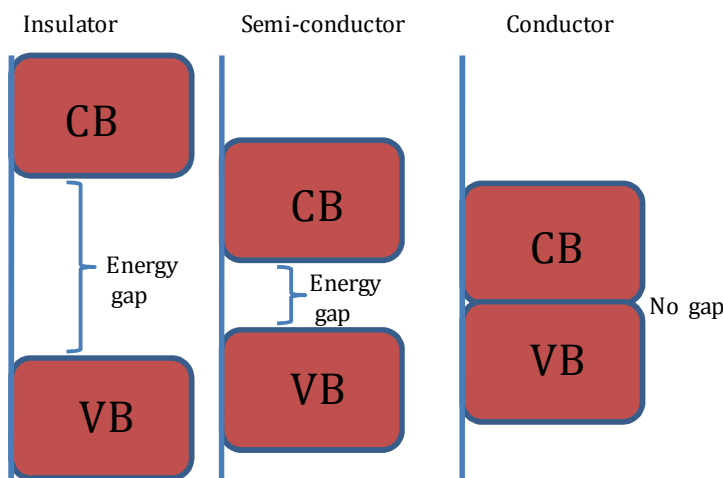 Insulator
Semi-conductor
Conductor
CB
CB
CB
Energy
gap
Energy
gap
No gap
VB
VB
VB